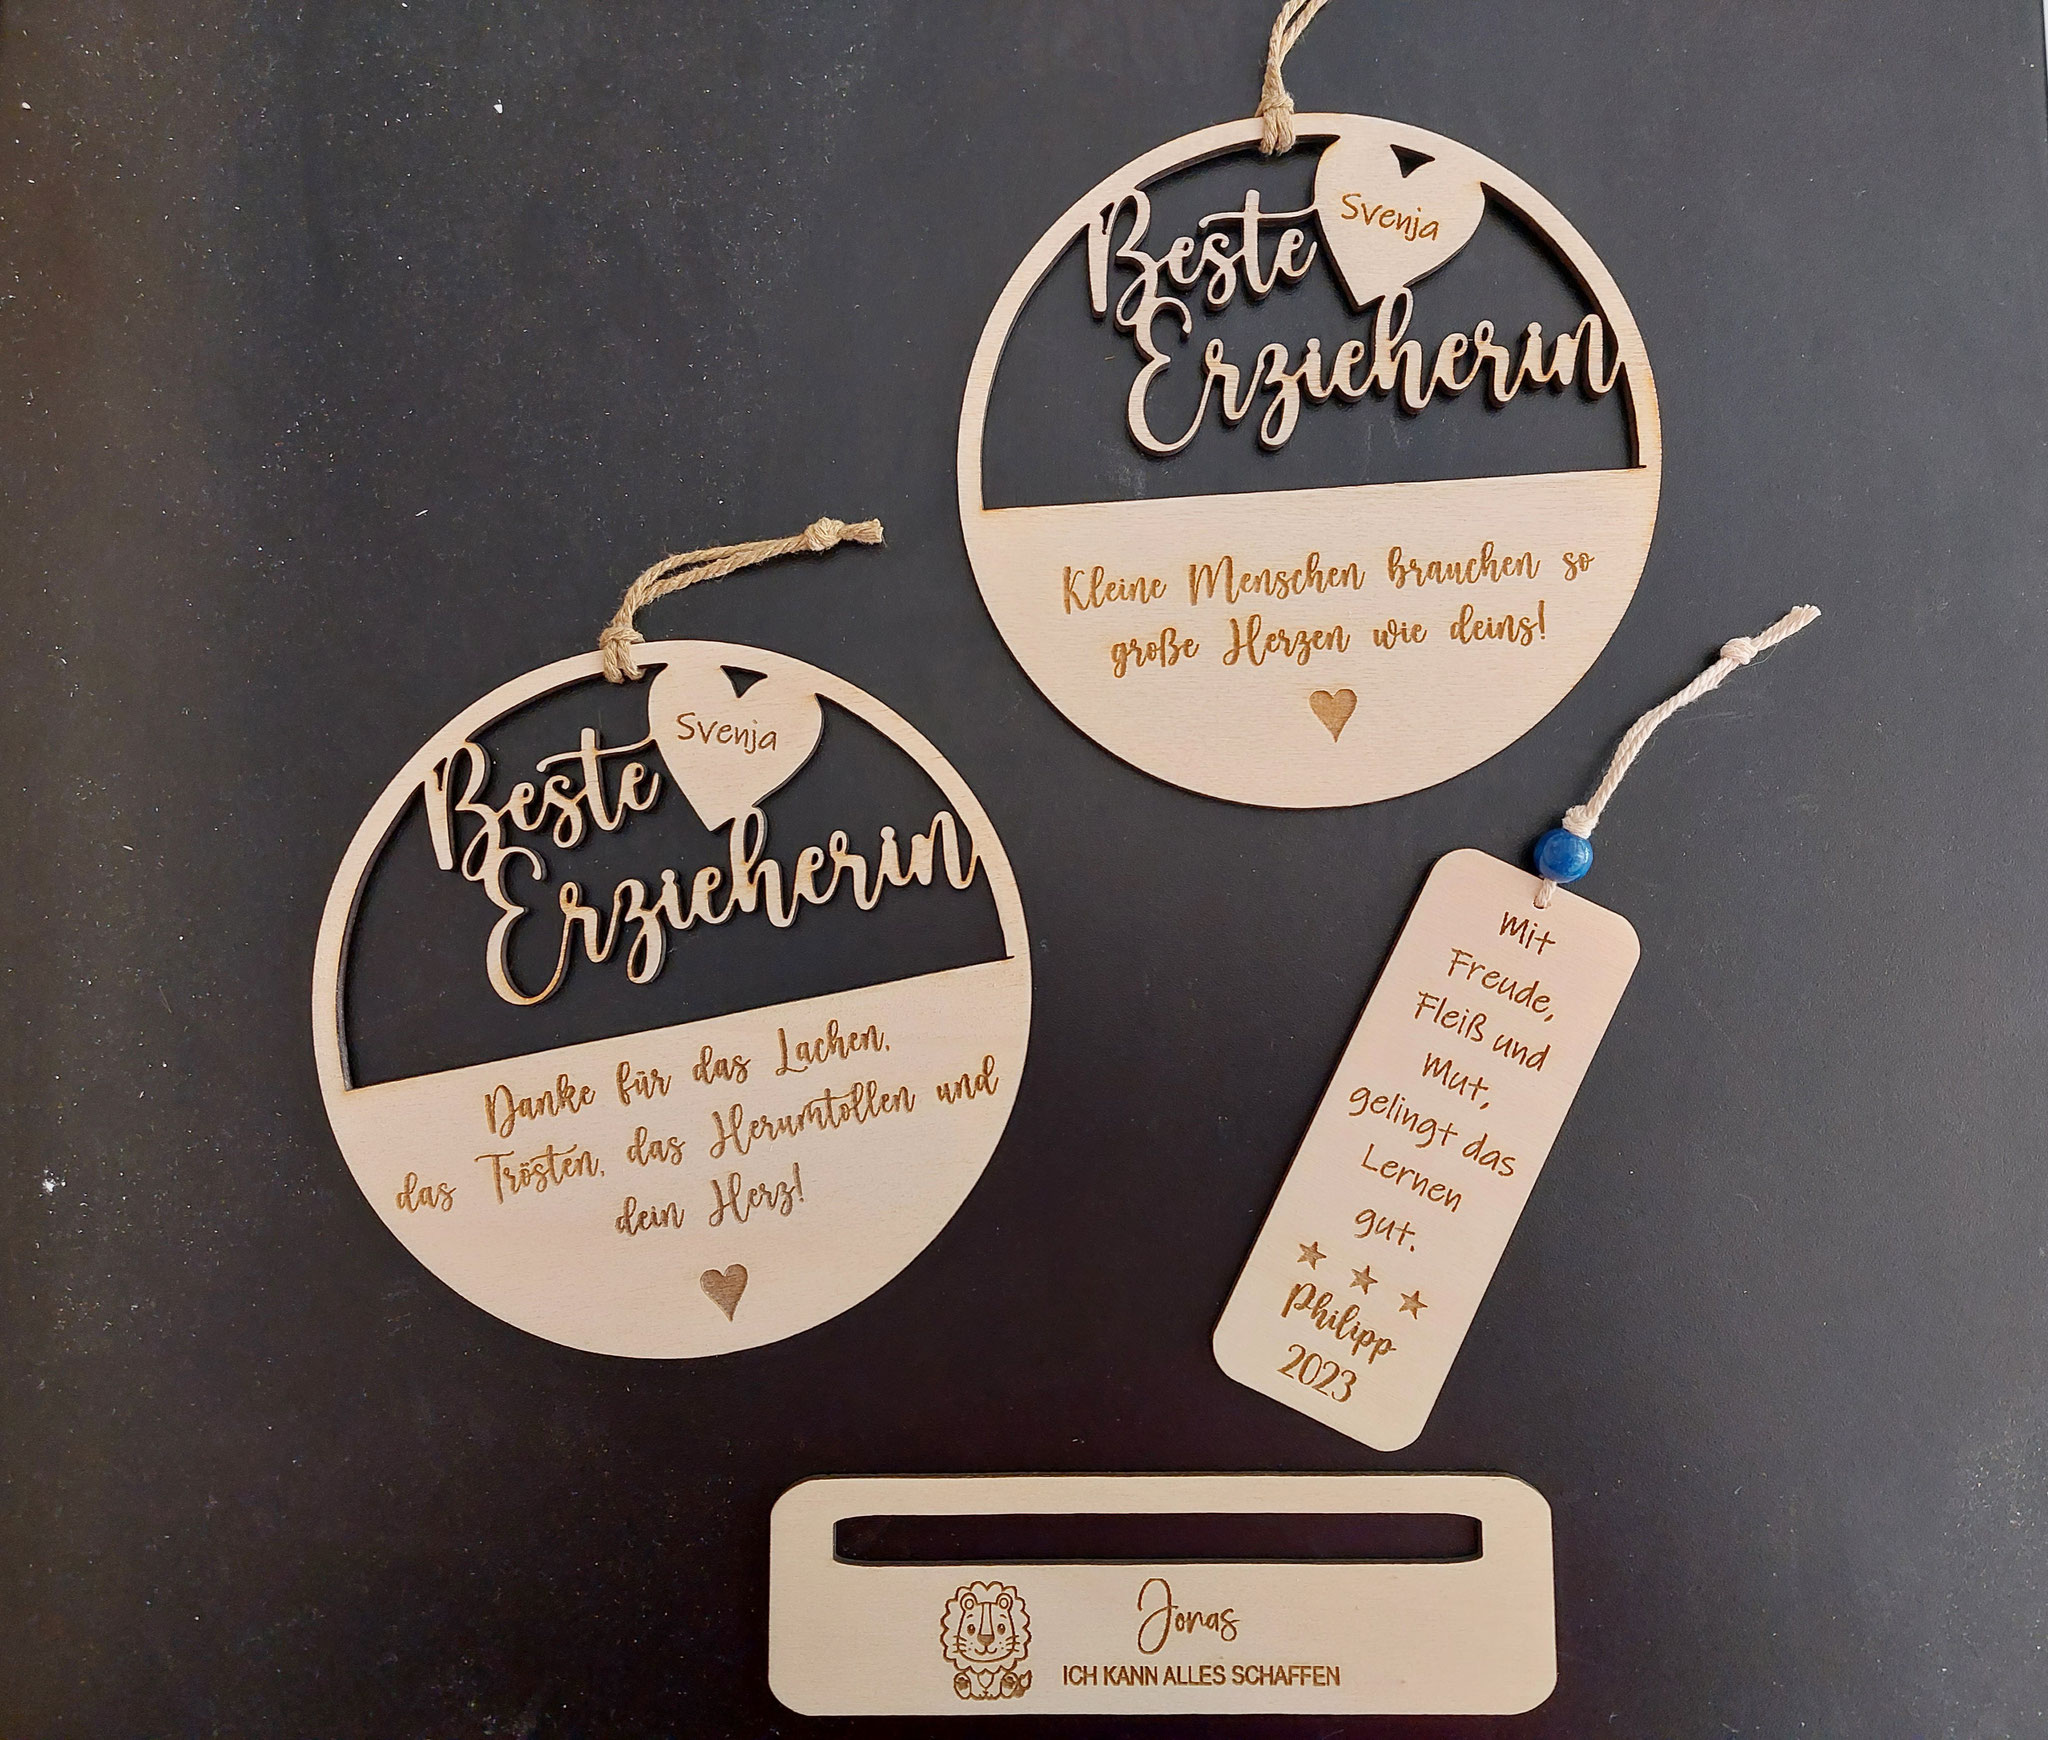 Svenja
Beste
Erzieherin
Kleine Menschen brauchen so
große Herzen wie deins!
Svenja
Beste
Erzieherin
Danke für das Lachen,
das Trösten, das Herumtollen und
dein Herz!
Mit
Freude,
Fleiß und
Mut,
gelingt das
Lernen
gut.
Philipp
2023
Jonas
ICH KANN ALLES SCHAFFEN